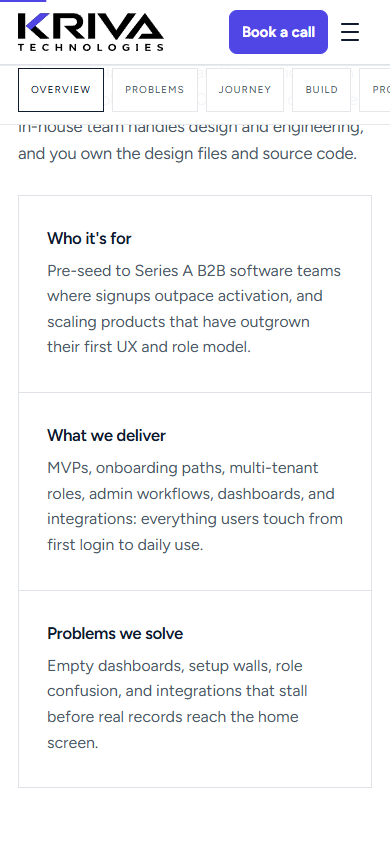 KRIVA
TECHNOLOGIES
Book a call
OVERVIEW
PROBLEMS
JOURNEY
BUILD
in-house team handles design and engineering,
and you own the design files and source code.
Who it's for
Pre-seed to Series A B2B software teams
where signups outpace activation, and
scaling products that have outgrown
their first UX and role model.
What we deliver
MVPs, onboarding paths, multi-tenant
roles, admin workflows, dashboards, and
integrations: everything users touch from
first login to daily use.
Problems we solve
Empty dashboards, setup walls, role
confusion, and integrations that stall
before real records reach the home
screen.